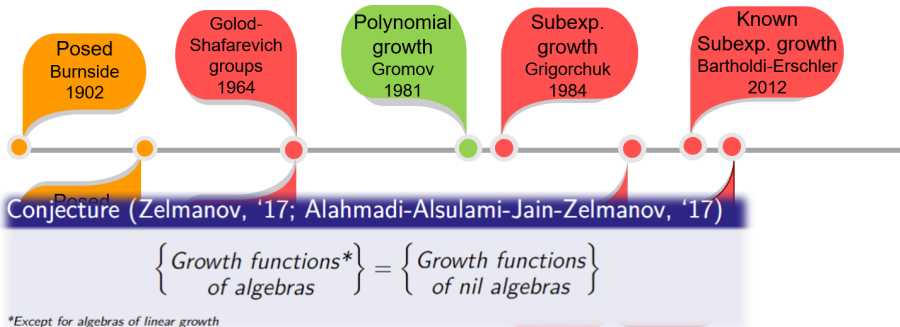 Posed
Burnside
1902
Golod-
Shafarevich
groups
1964
Polynomial
growth
Gromov
1981
Subexp.
growth
Grigorchuk
1984
Known
Subexp. growth
Bartholdi-Erschler
2012
Posed
Conjecture (Zelmanov, ‘17; Alahmadi-Alsulami-Jain-Zelmanov, ‘17)
{Growth functions*} = {Growth functions}
of algebras of nil algebras
*Except for algebras of linear growth